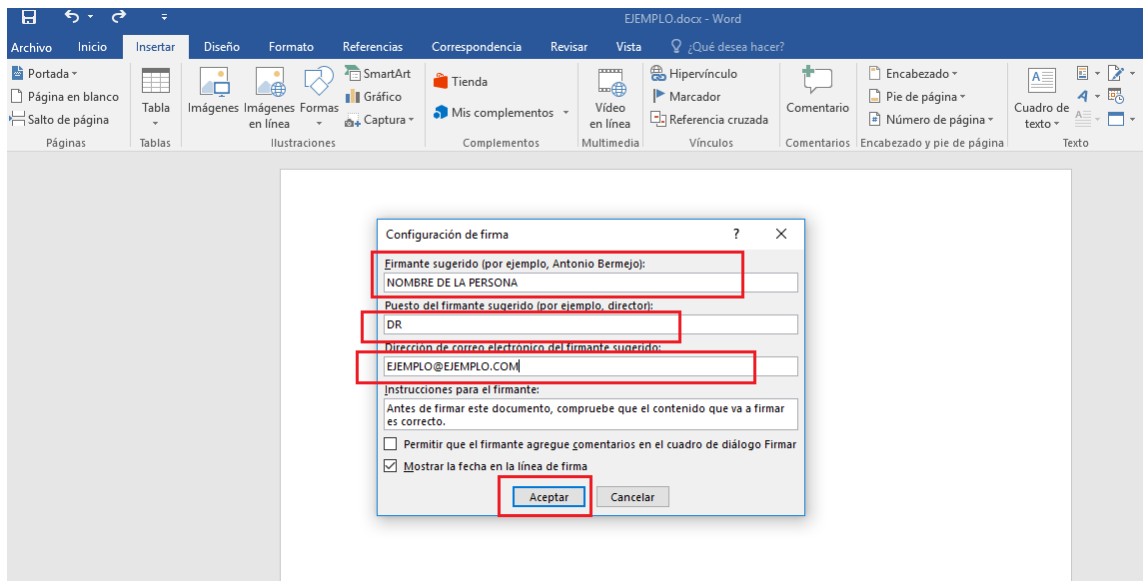 EJEMPLO.docx - Word
Archivo Inicio Insertar Diseño Formato Referencias Correspondencia Revisar Vista ¿Qué desea hacer?
Portada
Página en blanco
Salto de página
Páginas
Tabla
Tablas
Imágenes
Imágenes
en línea
Formas
SmartArt
Gráfico
Captura
Ilustraciones
Tienda
Mis complementos
Complementos
Vídeo
en línea
Multimedia
Hipervínculo
Marcador
Referencia cruzada
Vínculos
Comentario
Comentarios
Encabezado
Pie de página
Número de página
Encabezado y pie de página
Cuadro de
texto
Texto
Configuración de firma
Firmante sugerido (por ejemplo, Antonio Bermejo):
NOMBRE DE LA PERSONA
Puesto del firmante sugerido (por ejemplo, director):
DR
Dirección de correo electrónico del firmante sugerido:
EJEMPLO@EJEMPLO.COM
Instrucciones para el firmante:
Antes de firmar este documento, compruebe que el contenido que va a firmar
es correcto.
Permitir que el firmante agregue comentarios en el cuadro de diálogo Firmar
Mostrar la fecha en la línea de firma
Aceptar Cancelar